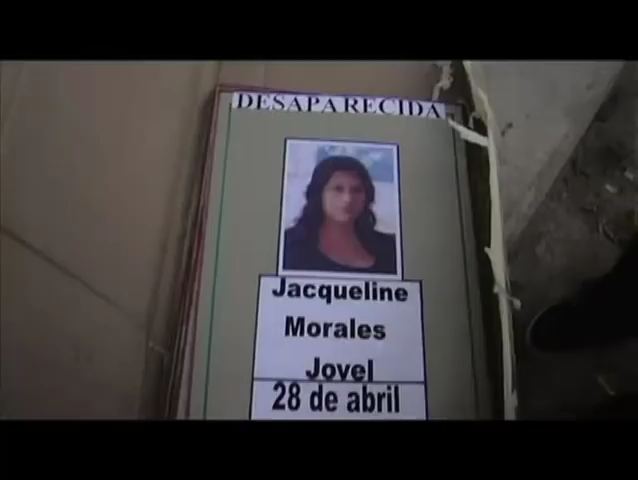 DESAPARECIDA
Jacqueline
Morales
Jovel
28 de abril